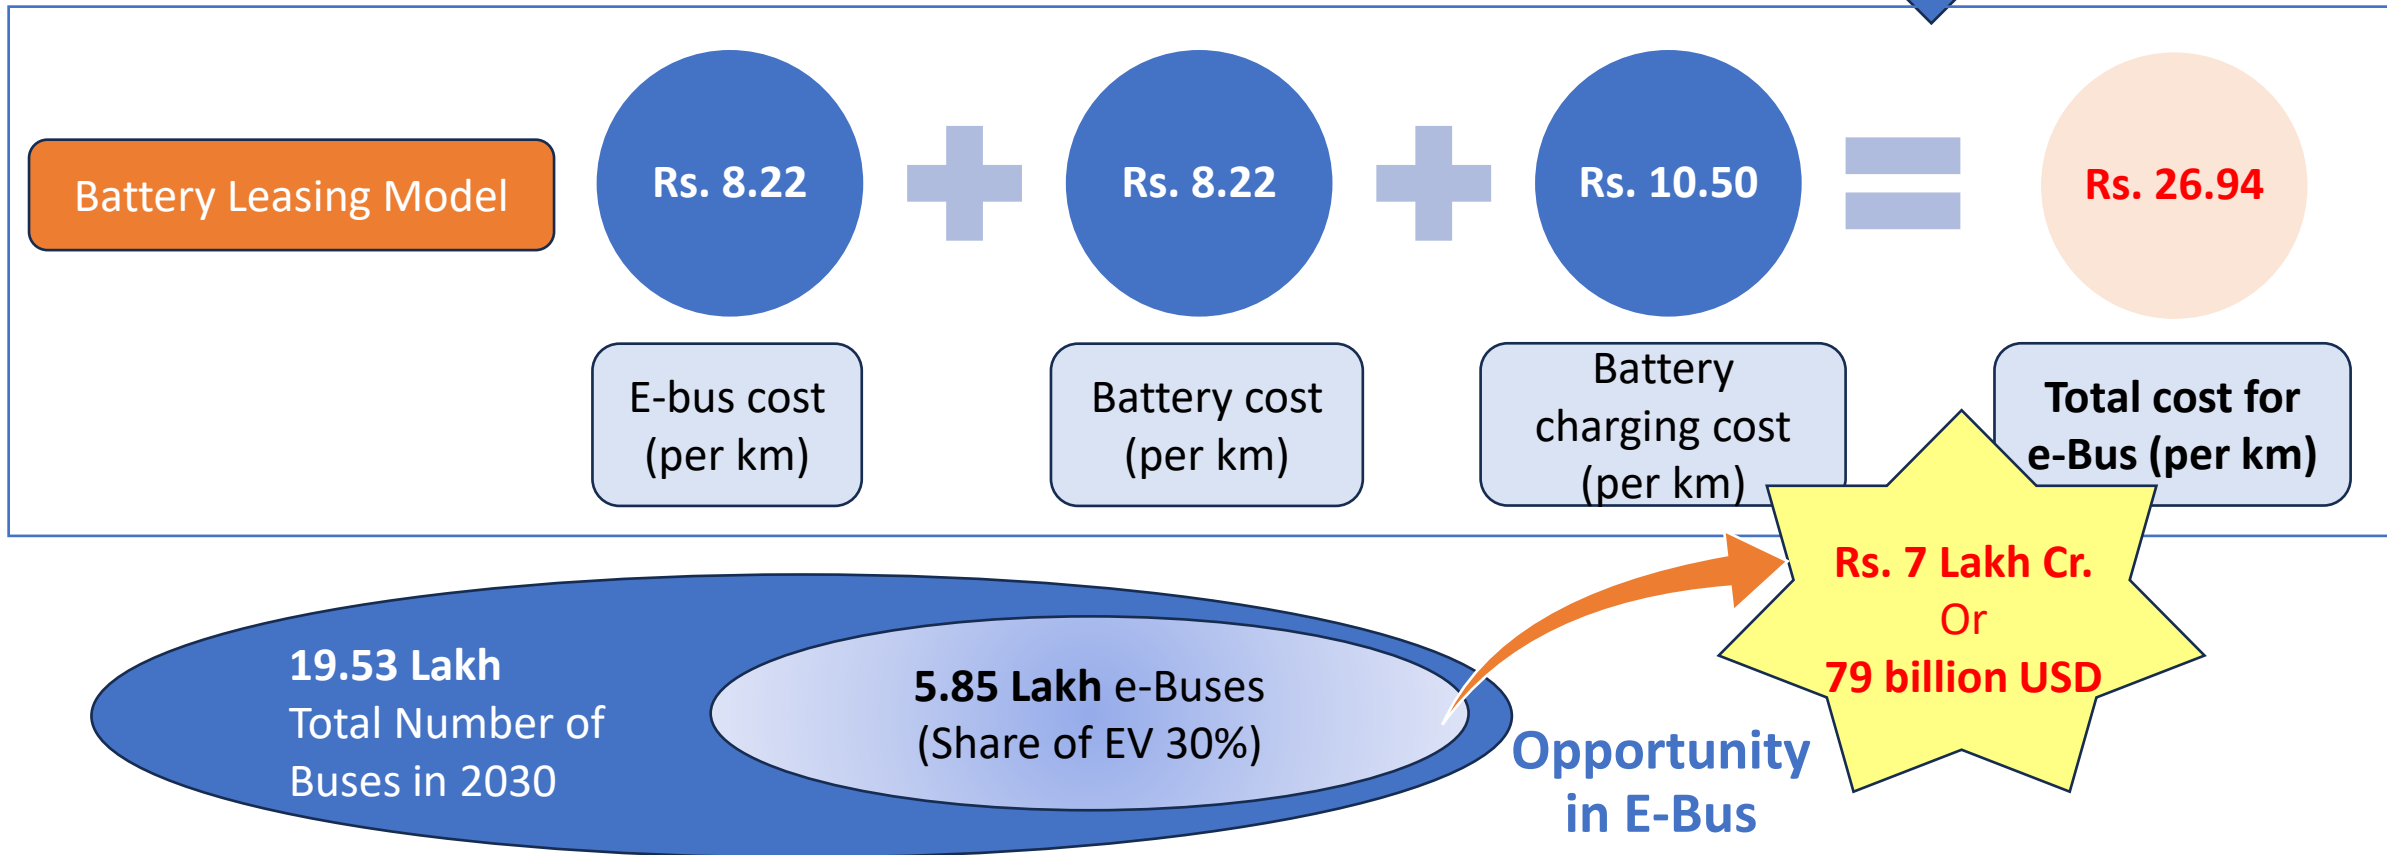 Battery Leasing Model
Rs. 8.22
Rs. 8.22
Rs. 10.50
Rs. 26.94
E-bus cost
(per km)
Battery cost
(per km)
Battery
charging cost
(per km)
Total cost for
e-Bus (per km)
19.53 Lakh
Total Number of
Buses in 2030
5.85 Lakh e-Buses
(Share of EV 30%)
Opportunity
in E-Bus
Rs. 7 Lakh Cr.
Or
79 billion USD